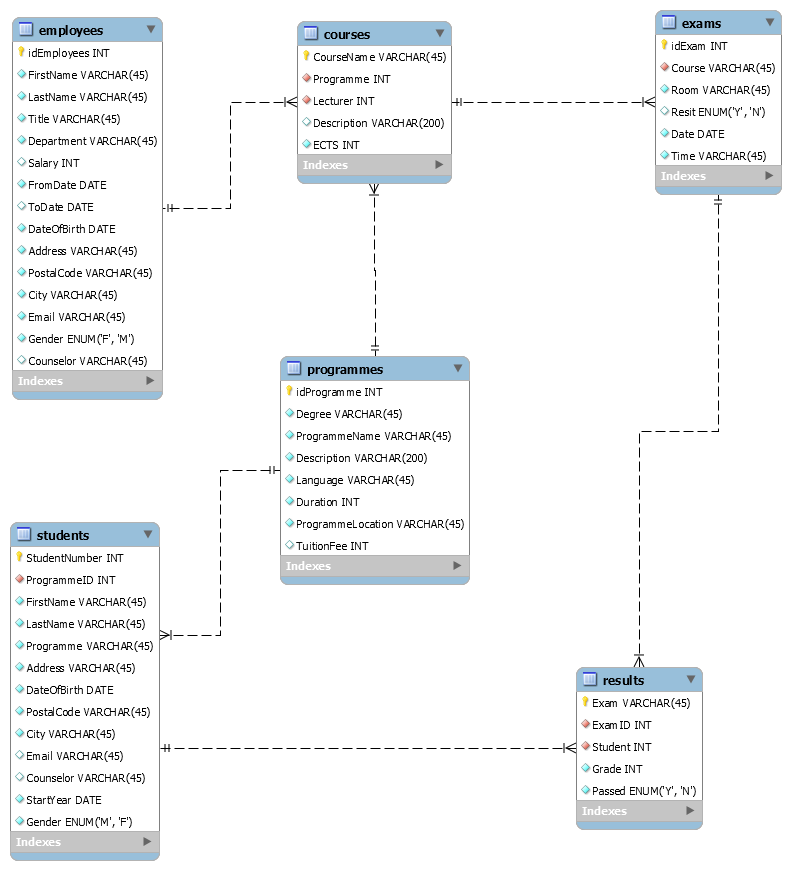 employees
idEmployees INT
FirstName VARCHAR(45)
LastName VARCHAR(45)
Title VARCHAR(45)
Department VARCHAR(45)
Salary INT
FromDate DATE
ToDate DATE
DateOfBirth DATE
Address VARCHAR(45)
PostalCode VARCHAR(45)
City VARCHAR(45)
Email VARCHAR(45)
Gender ENUM('F', 'M')
Counselor VARCHAR(45)
Indexes
courses
CourseName VARCHAR(45)
Programme INT
Lecturer INT
Description VARCHAR(200)
ECTS INT
Indexes
exams
idExam INT
Course VARCHAR(45)
Room VARCHAR(45)
Resit ENUM('Y', 'N')
Date DATE
Time VARCHAR(45)
Indexes
programmes
idProgramme INT
Degree VARCHAR(45)
ProgrammeName VARCHAR(45)
Description VARCHAR(200)
Language VARCHAR(45)
Duration INT
ProgrammeLocation VARCHAR(45)
TuitionFee INT
Indexes
students
StudentNumber INT
ProgrammeID INT
FirstName VARCHAR(45)
LastName VARCHAR(45)
Programme VARCHAR(45)
Address VARCHAR(45)
DateOfBirth DATE
PostalCode VARCHAR(45)
City VARCHAR(45)
Email VARCHAR(45)
Counselor VARCHAR(45)
StartYear DATE
Gender ENUM('M', 'F')
Indexes
results
Exam VARCHAR(45)
ExamID INT
Student INT
Grade INT
Passed ENUM('Y', 'N')
Indexes